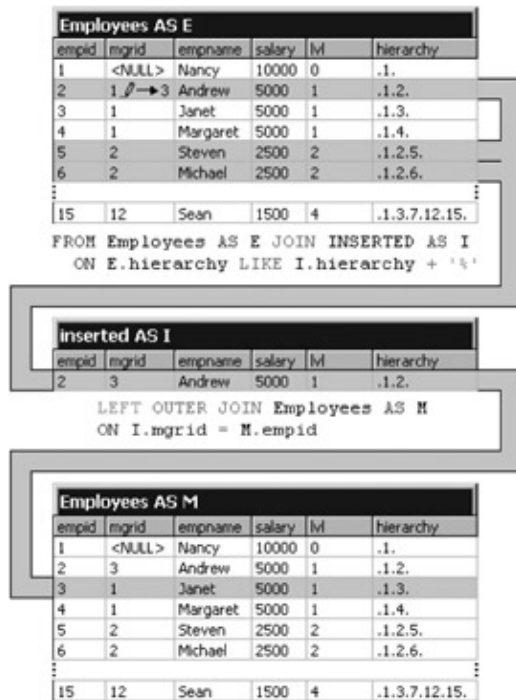 Employees AS E
empid mgrid empname salary lvl hierarchy
1 <NULL> Nancy 10000 0 .1.
2 1 3 Andrew 5000 1 .1.2.
3 1 Janet 5000 1 .1.3.
4 1 Margaret 5000 1 .1.4.
5 2 Steven 2500 2 .1.2.5.
6 2 Michael 2500 2 .1.2.6.
15 12 Sean 1500 4 .1.3.7.12.15.
FROM Employees AS E JOIN INSERTED AS I
ON E.hierarchy LIKE I.hierarchy + '%'
inserted AS I
empid mgrid empname salary lvl hierarchy
2 3 Andrew 5000 1 .1.2.
LEFT OUTER JOIN Employees AS M
ON I.mgrid = M.empid
Employees AS M
empid mgrid empname salary lvl hierarchy
1 <NULL> Nancy 10000 0 .1.
2 3 Andrew 5000 1 .1.2.
3 1 Janet 5000 1 .1.3.
4 1 Margaret 5000 1 .1.4.
5 2 Steven 2500 2 .1.2.5.
6 2 Michael 2500 2 .1.2.6.
15 12 Sean 1500 4 .1.3.7.12.15.